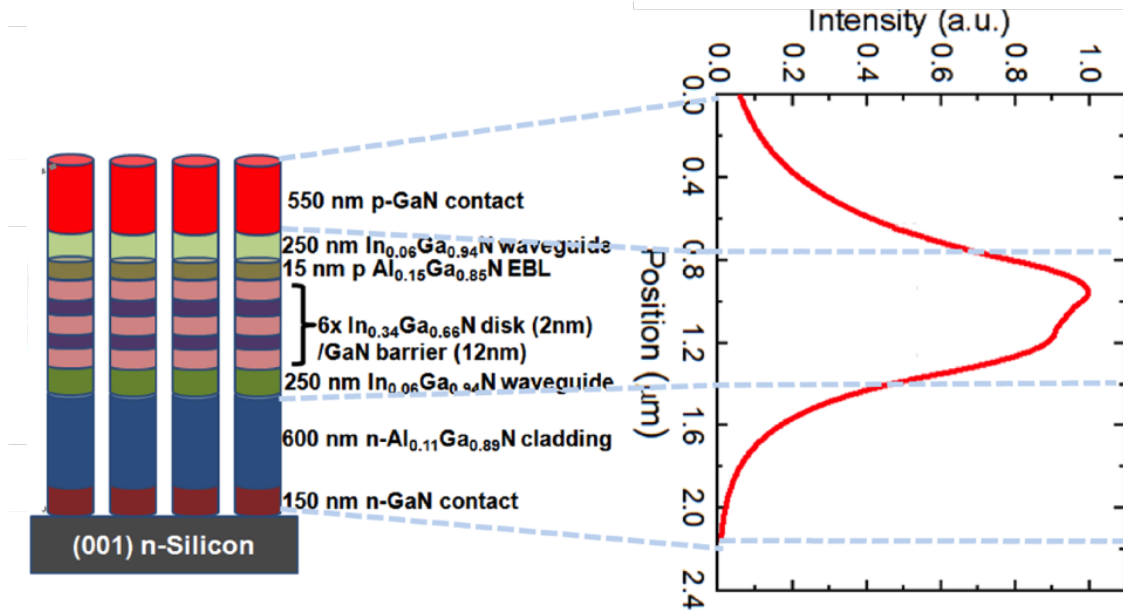 550 nm p-GaN contact
250 nm In₀.₀₆Ga₀.₉₄N waveguide
15 nm p Al₀.₁₅Ga₀.₈₅N EBL
6x In₀.₃₄Ga₀.₆₆N disk (2nm)
/GaN barrier (12nm)
250 nm In₀.₀₆Ga₀.₉₄N waveguide
600 nm n-Al₀.₁₁Ga₀.₈₉N cladding
150 nm n-GaN contact
(001) n-Silicon
Intensity (a.u.)
0.0 0.2 0.4 0.6 0.8 1.0
Position (μm)
0.0
0.4
0.8
1.2
1.6
2.0
2.4